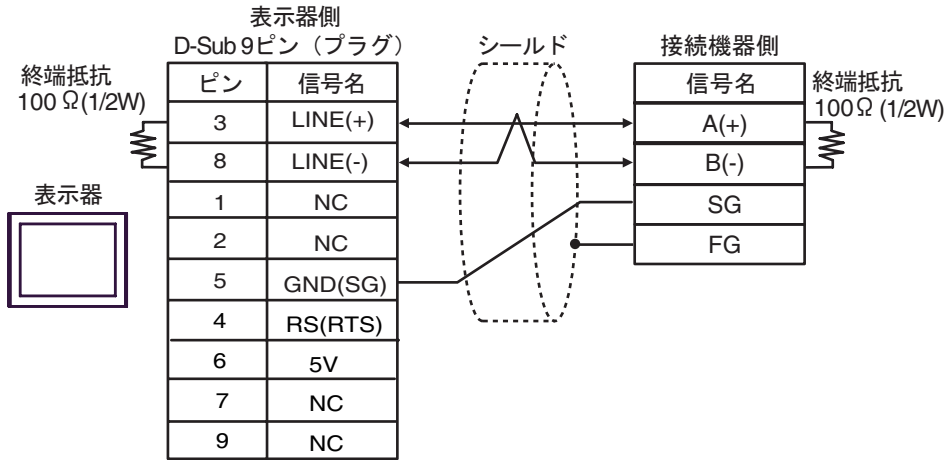 表示器側
D-Sub 9ピン（プラグ）
シールド
接続機器側
終端抵抗
100 Ω(1/2W)
ピン 信号名
3 LINE(+)
8 LINE(-)
1 NC
2 NC
5 GND(SG)
4 RS(RTS)
6 5V
7 NC
9 NC
表示器
信号名
A(+)
B(-)
SG
FG
終端抵抗
100Ω (1/2W)